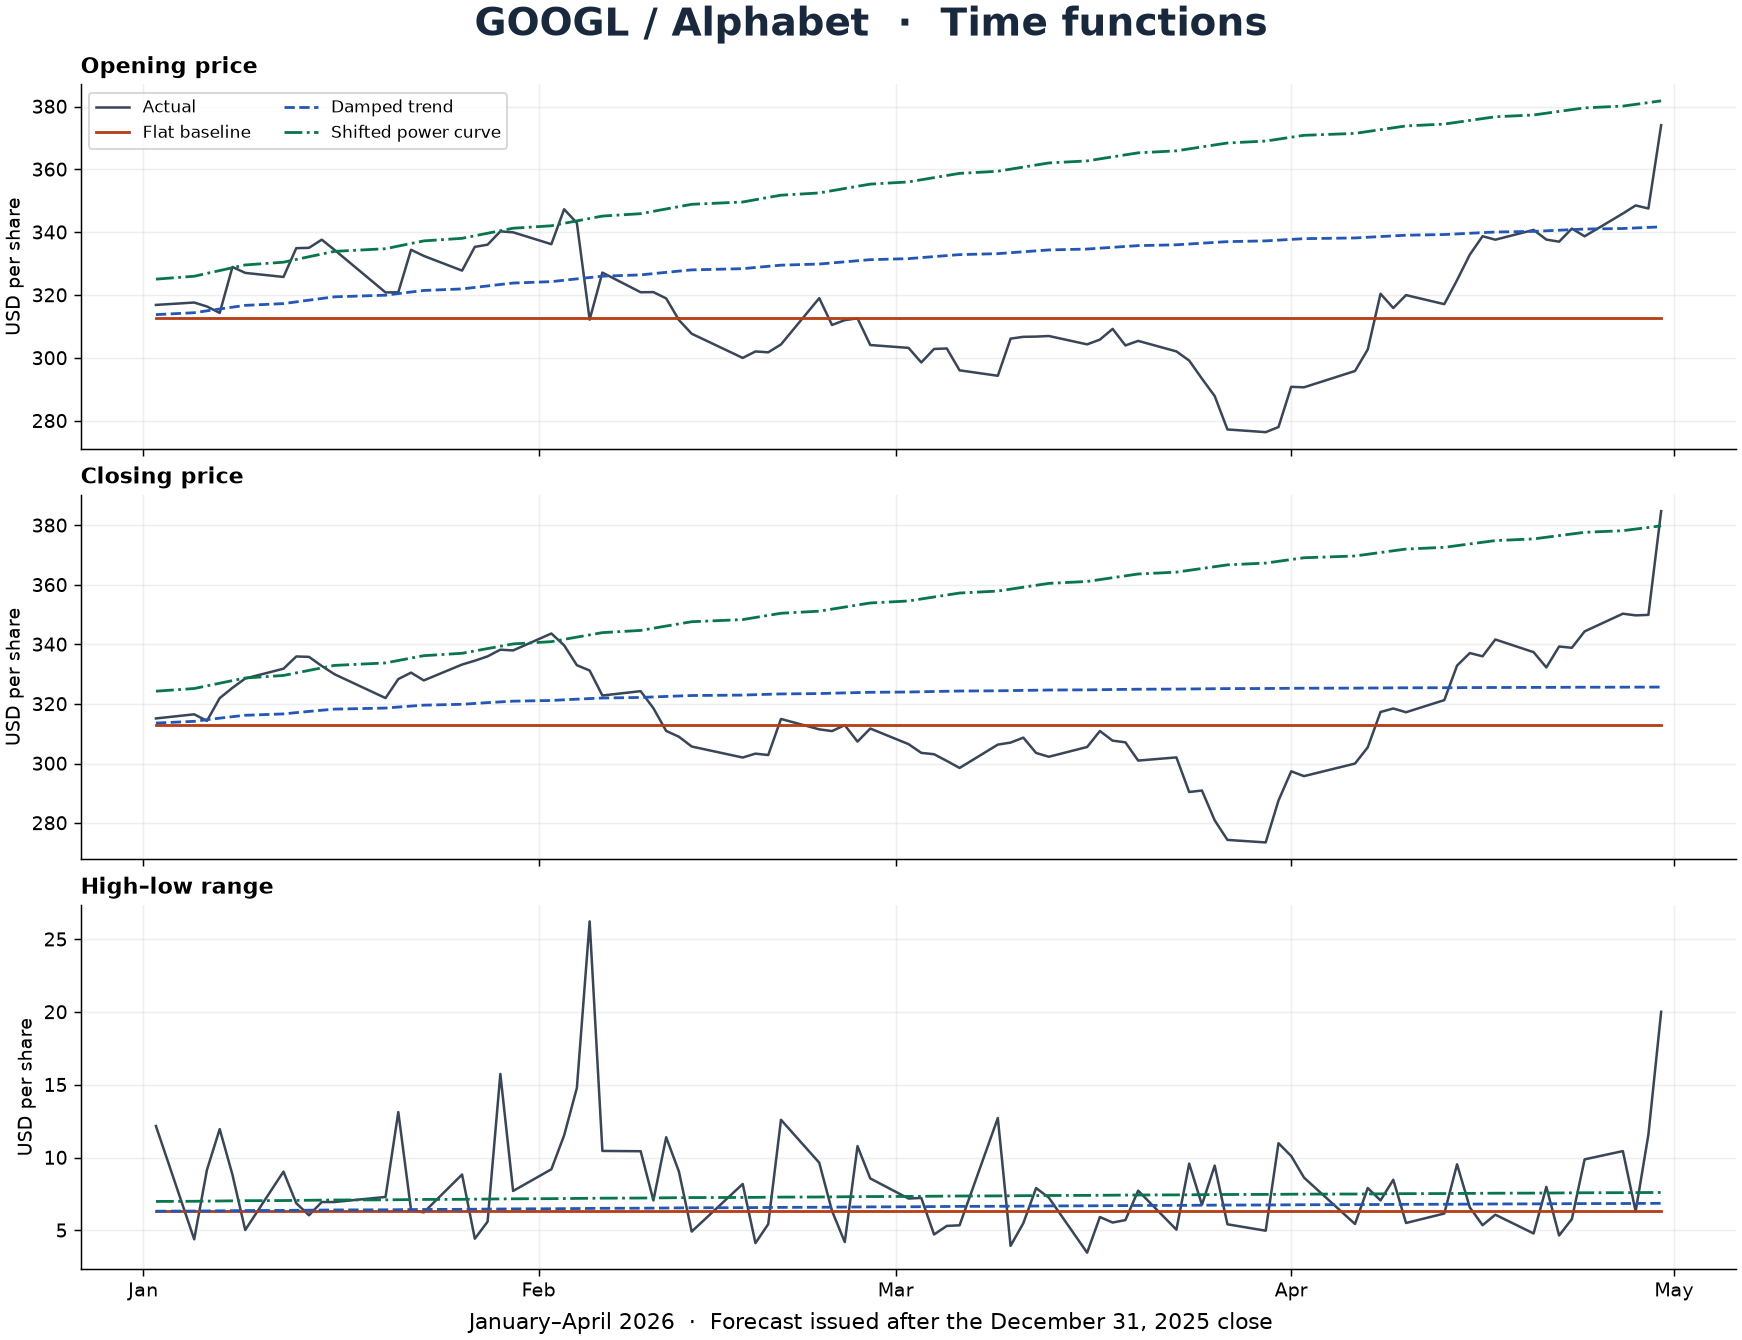 GOOGL / Alphabet · Time functions
Opening price
Actual
Flat baseline
Damped trend
Shifted power curve
USD per share
380
360
340
320
300
280
Closing price
USD per share
380
360
340
320
300
280
High–low range
USD per share
25
20
15
10
5
Jan Feb Mar Apr May
January–April 2026 · Forecast issued after the December 31, 2025 close